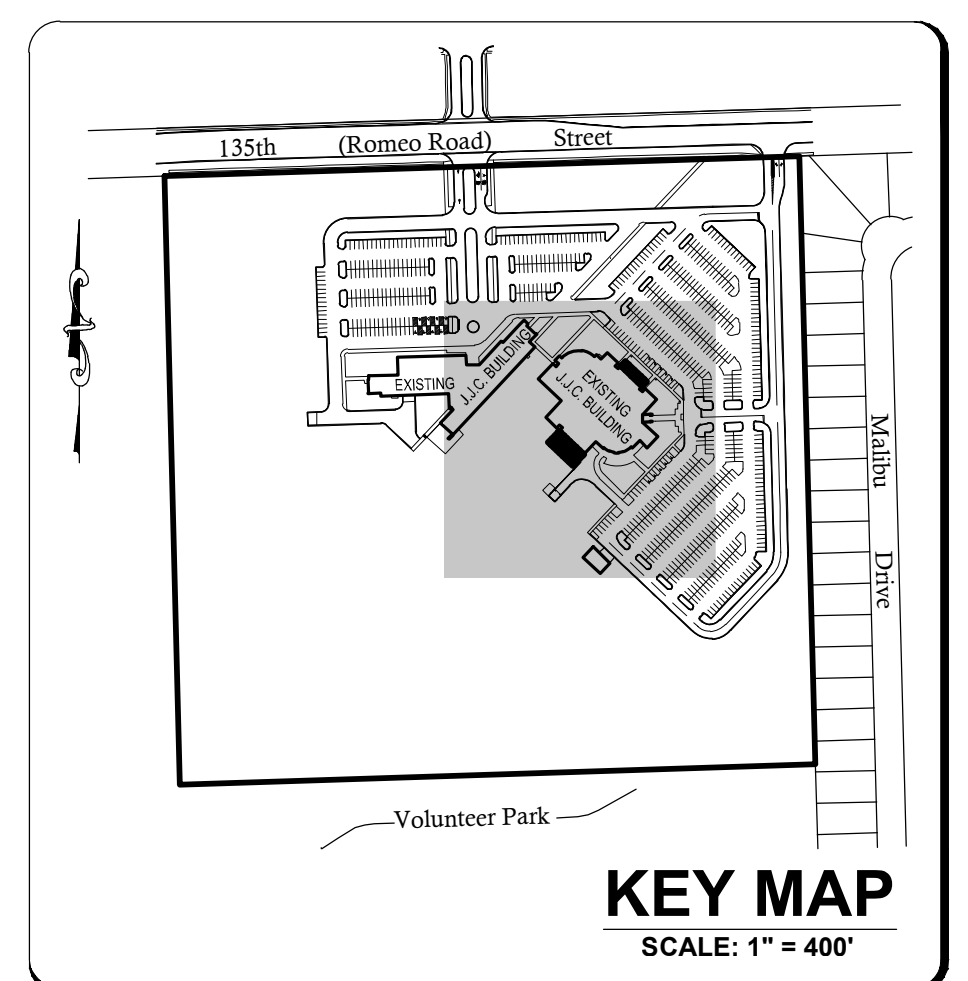 135th (Romeo Road) Street
EXISTING
J.J.C. BUILDING
EXISTING
J.J.C. BUILDING
Malibu
Drive
Volunteer Park
KEY MAP
SCALE: 1" = 400'